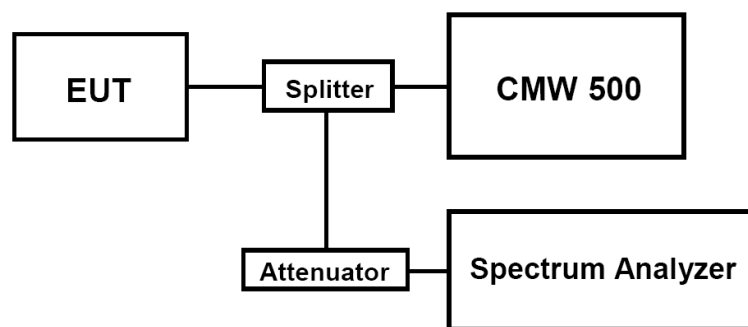 EUT
Splitter
CMW 500
Attenuator
Spectrum Analyzer